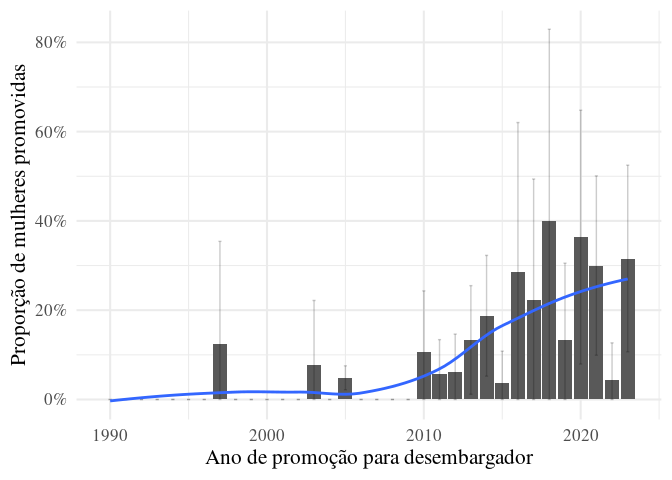 Proporção de mulheres promovidas
80%
60%
40%
20%
0%
1990 2000 2010 2020
Ano de promoção para desembargador